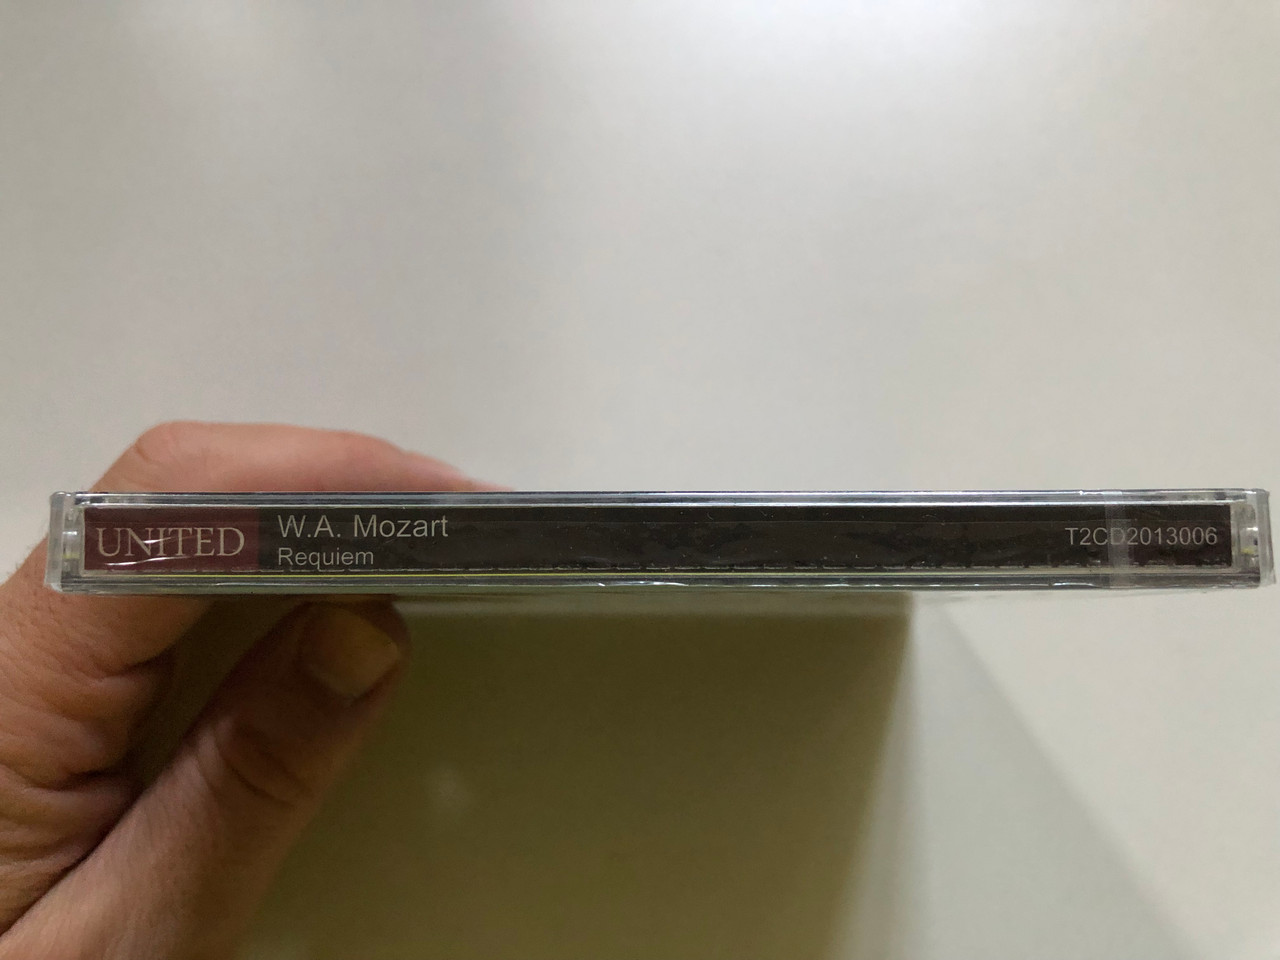 UNITED
W.A. Mozart
Requiem
T2CD2013006